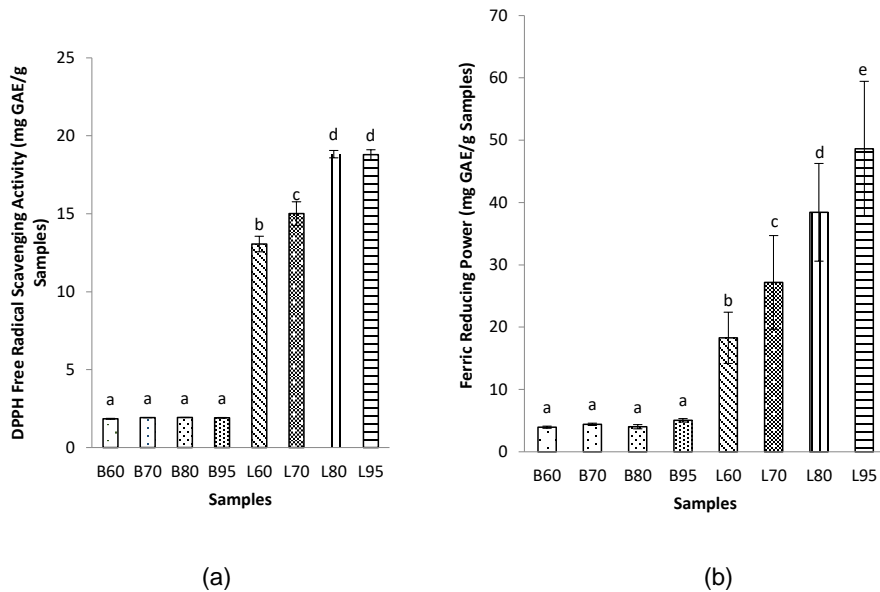 DPPH Free Radical Scavenging Activity (mg GAE/g
Samples)
25
20
15
10
5
0
a
a
a
a
b
c
d
d
B60 B70 B80 B95 L60 L70 L80 L95
Samples
(a)
Ferric Reducing Power (mg GAE/g Samples)
70
60
50
40
30
20
10
0
a
a
a
a
b
c
d
e
B60 B70 B80 B95 L60 L70 L80 L95
Samples
(b)